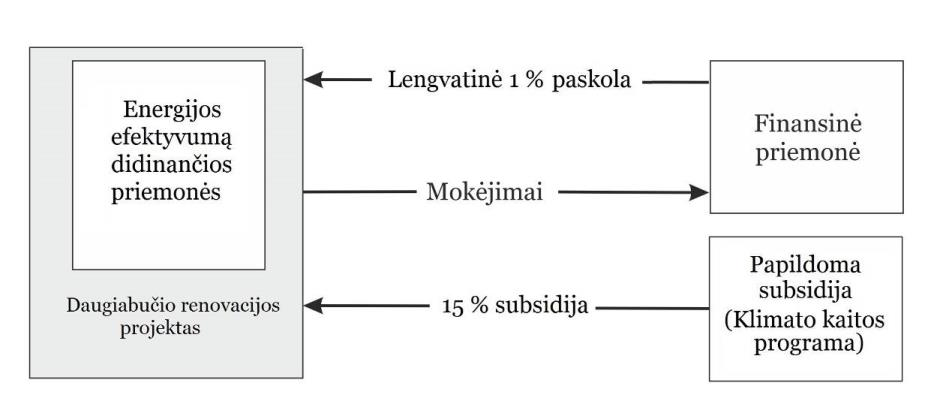 Energijos
efektyvumą
didinančios
priemonės
Daugiabučio renovacijos
projektas
Lengvatinė 1 % paskola
Mokėjimai
15 % subsidija
Finansinė
priemonė
Papildoma
subsidija
(Klimato kaitos
programa)